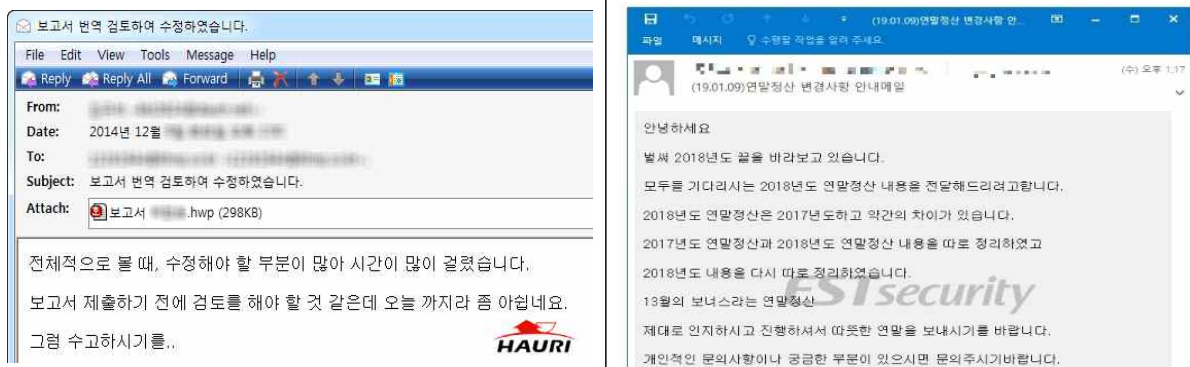 보고서 번역 검토하여 수정하였습니다.
File Edit View Tools Message Help
Reply Reply All Forward
From:
Date: 2014년 12월
To:
Subject: 보고서 번역 검토하여 수정하였습니다.
Attach: 보고서 .hwp (298KB)
전체적으로 볼 때, 수정해야 할 부분이 많아 시간이 많이 걸렸습니다.
보고서 제출하기 전에 검토를 해야 할 것 같은데 오늘 까지라 좀 아쉽네요.
그럼 수고하시기를..
HAURI
(19.01.09)연말정산 변경사항 안...
파일 메시지 수행할 작업을 알려 주세요.
(수) 오후 1:17
(19.01.09)연말정산 변경사항 안내메일
안녕하세요
벌써 2018년도 끝을 바라보고 있습니다.
모두들 기다리시는 2018년도 연말정산 내용을 전달해드리려고합니다.
2018년도 연말정산은 2017년도하고 약간의 차이가 있습니다.
2017년도 연말정산과 2018년도 연말정산 내용을 따로 정리하였고
2018년도 내용을 다시 따로 정리하였습니다.
ESTsecurity
13월의 보너스라는 연말정산
제대로 인지하시고 진행하셔서 따뜻한 연말을 보내시기를 바랍니다.
개인적인 문의사항이나 궁금한 부분이 있으시면 문의주시기바랍니다.